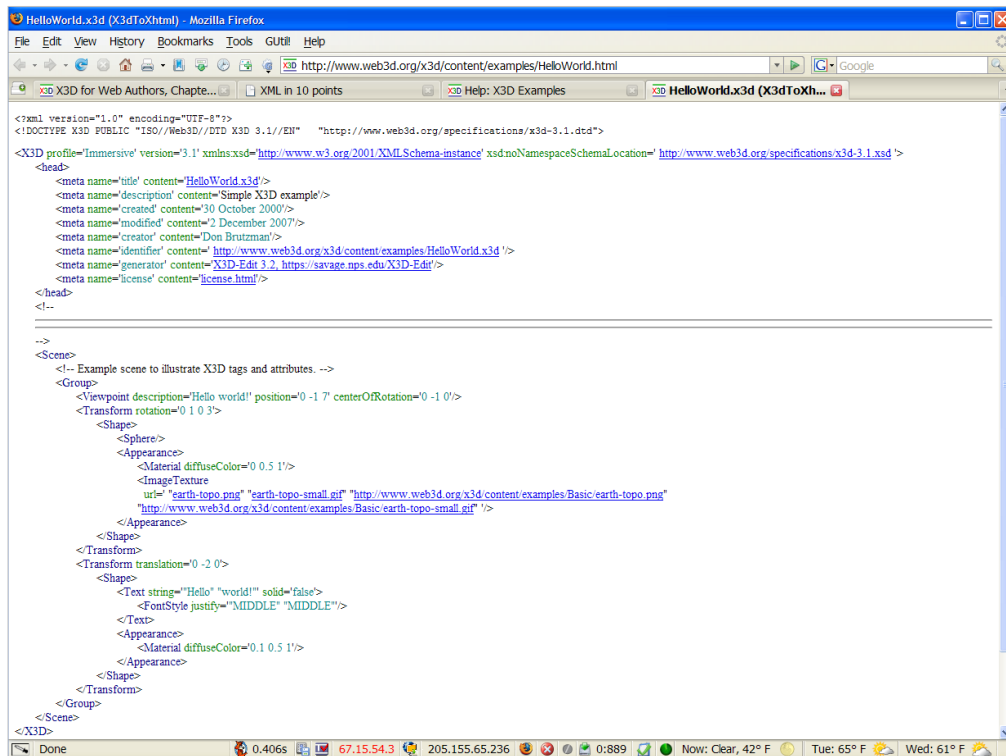 HelloWorld.x3d (X3dToXhtml) - Mozilla Firefox
File Edit View History Bookmarks Tools GUtil! Help
http://www.web3d.org/x3d/content/examples/HelloWorld.html
Google
X3D for Web Authors, Chapte... XML in 10 points Help: X3D Examples HelloWorld.x3d (X3dToXh...
<?xml version="1.0" encoding="UTF-8"?>
<!DOCTYPE X3D PUBLIC "ISO//Web3D//DTD X3D 3.1//EN" "http://www.web3d.org/specifications/x3d-3.1.dtd">
<X3D profile='Immersive' version='3.1' xmlns:xsd='http://www.w3.org/2001/XMLSchema-instance' xsd:noNamespaceSchemaLocation=' http://www.web3d.org/specifications/x3d-3.1.xsd '>
<head>
<meta name='title' content='HelloWorld.x3d'/>
<meta name='description' content='Simple X3D example'/>
<meta name='created' content='30 October 2000'/>
<meta name='modified' content='2 December 2007'/>
<meta name='creator' content='Don Brutzman'/>
<meta name='identifier' content=' http://www.web3d.org/x3d/content/examples/HelloWorld.x3d '/>
<meta name='generator' content='X3D-Edit 3.2, https://savage.nps.edu/X3D-Edit'/>
<meta name='license' content='license.html'/>
</head>
<!--
-->
<Scene>
<!-- Example scene to illustrate X3D tags and attributes. -->
<Group>
<Viewpoint description='Hello world!' position='0 -1 7' centerOfRotation='0 -1 0'/>
<Transform rotation='0 1 0 3'>
<Shape>
<Sphere/>
<Appearance>
<Material diffuseColor='0 0.5 1'/>
<ImageTexture
url=' "earth-topo.png" "earth-topo-small.gif" "http://www.web3d.org/x3d/content/examples/Basic/earth-topo.png"
"http://www.web3d.org/x3d/content/examples/Basic/earth-topo-small.gif" '/>
</Appearance>
</Shape>
</Transform>
<Transform translation='0 -2 0'>
<Shape>
<Text string='"Hello" "world!"' solid='false'>
<FontStyle justify='"MIDDLE" "MIDDLE"'/>
</Text>
<Appearance>
<Material diffuseColor='0.1 0.5 1'/>
</Appearance>
</Shape>
</Transform>
</Group>
</Scene>
</X3D>
Done 0.406s 67.15.54.3 205.155.65.236 0:889 Now: Clear, 42° F Tue: 65° F Wed: 61° F